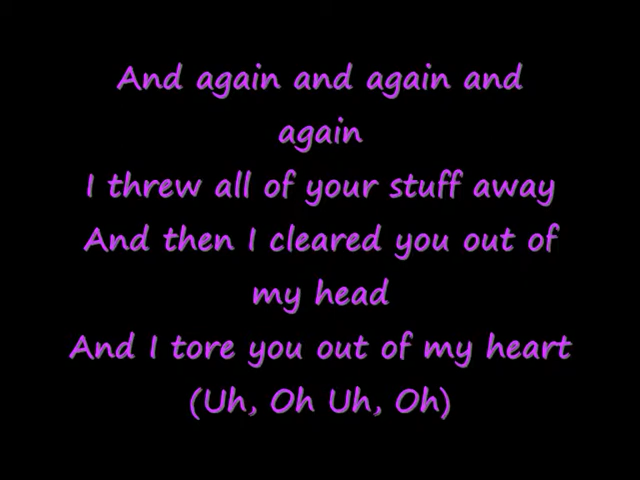 And again and again and
again
I threw all of your stuff away
And then I cleared you out of
my head
And I tore you out of my heart
(Uh, Oh Uh, Oh)